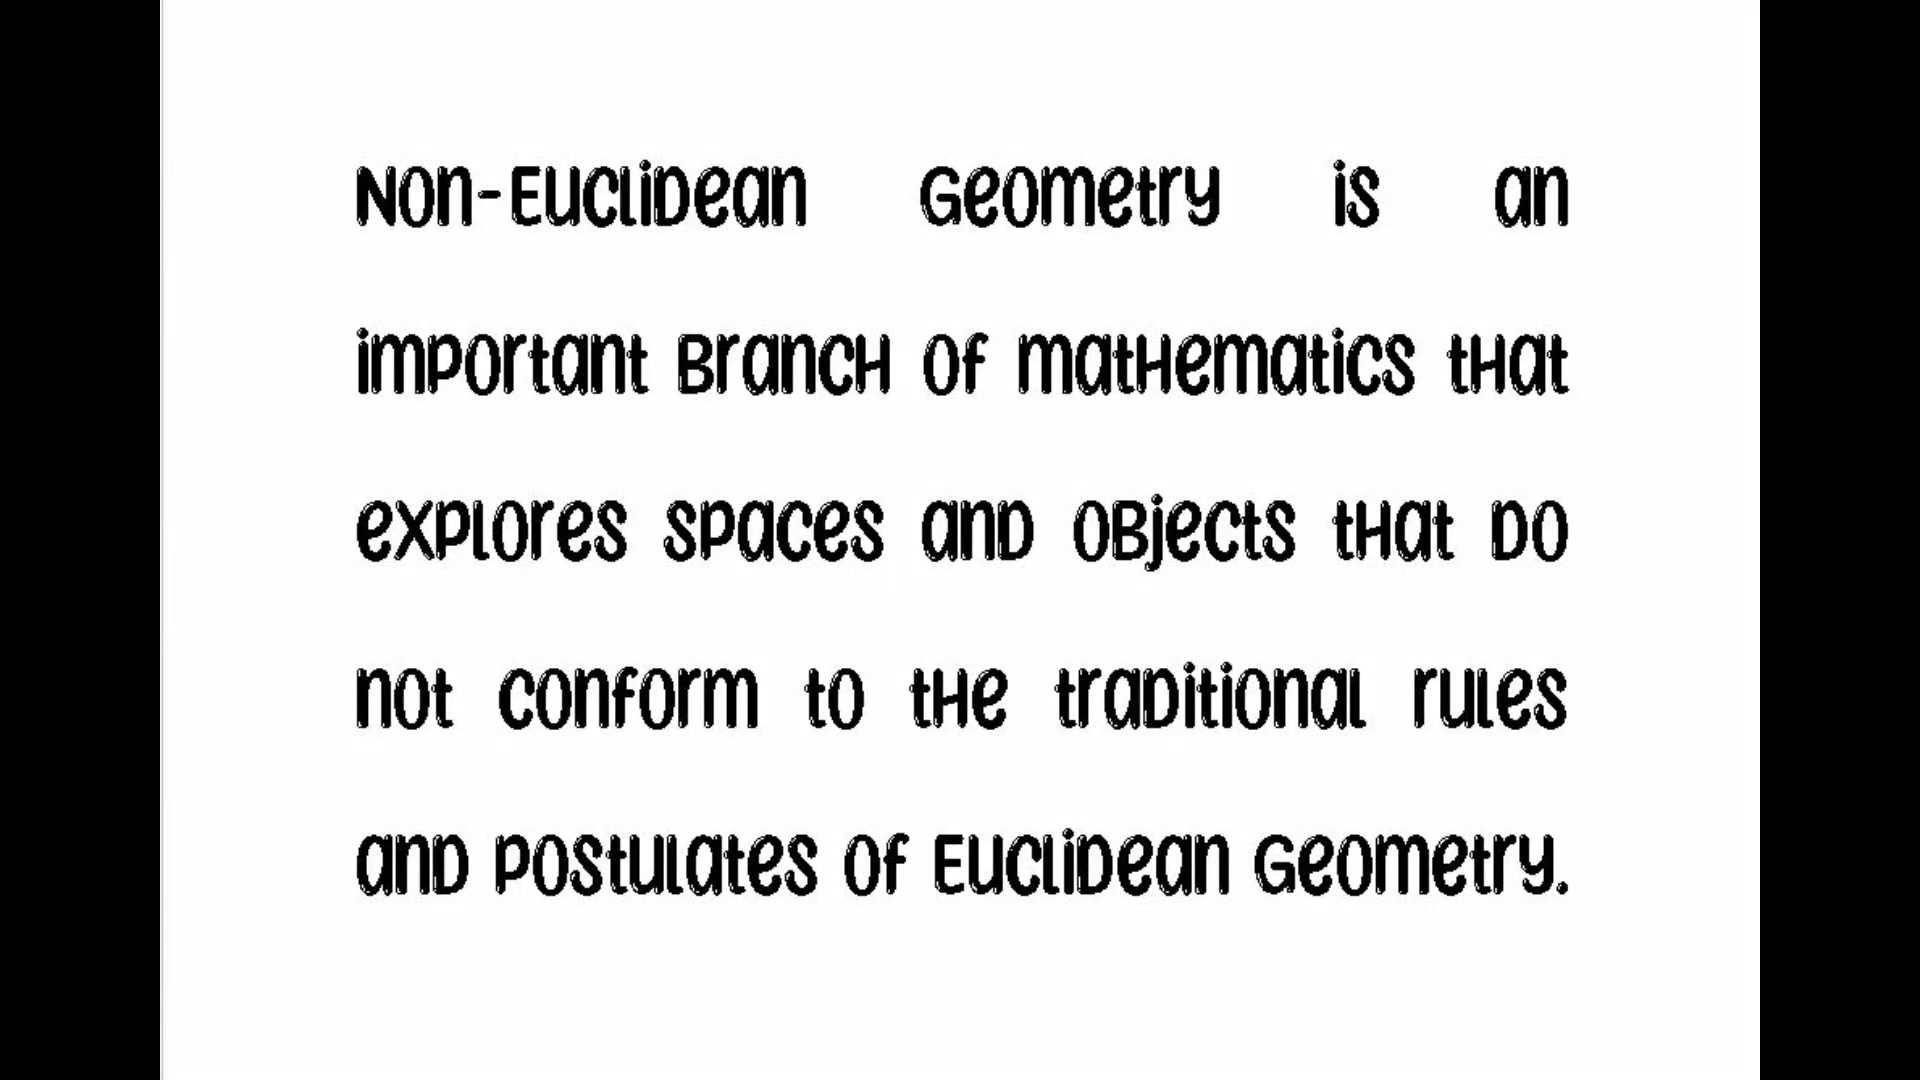 Non-Euclidean Geometry is an
important branch of mathematics that
explores spaces and objects that do
not conform to the traditional rules
and postulates of Euclidean Geometry.